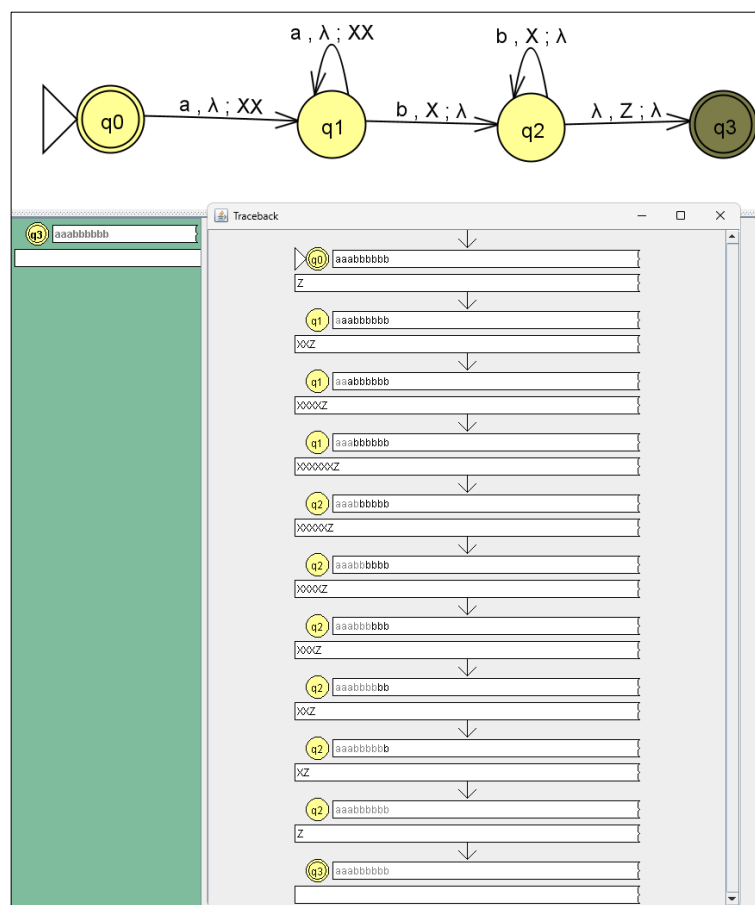 a , λ ; XX
b , X ; λ
q0
a , λ ; XX
q1
b , X ; λ
q2
λ , Z ; λ
q3
q3
aaabbbbbb
Traceback
q0
aaabbbbbb
Z
q1
aaabbbbbb
XXZ
q1
aaabbbbbb
XXXXZ
q1
aaabbbbbb
XXXXXXZ
q2
aaabbbbbb
XXXXXZ
q2
aaabbbbbb
XXXXZ
q2
aaabbbbbb
XXXZ
q2
aaabbbbbb
XXZ
q2
aaabbbbbb
XZ
q2
aaabbbbbb
Z
q3
aaabbbbbb